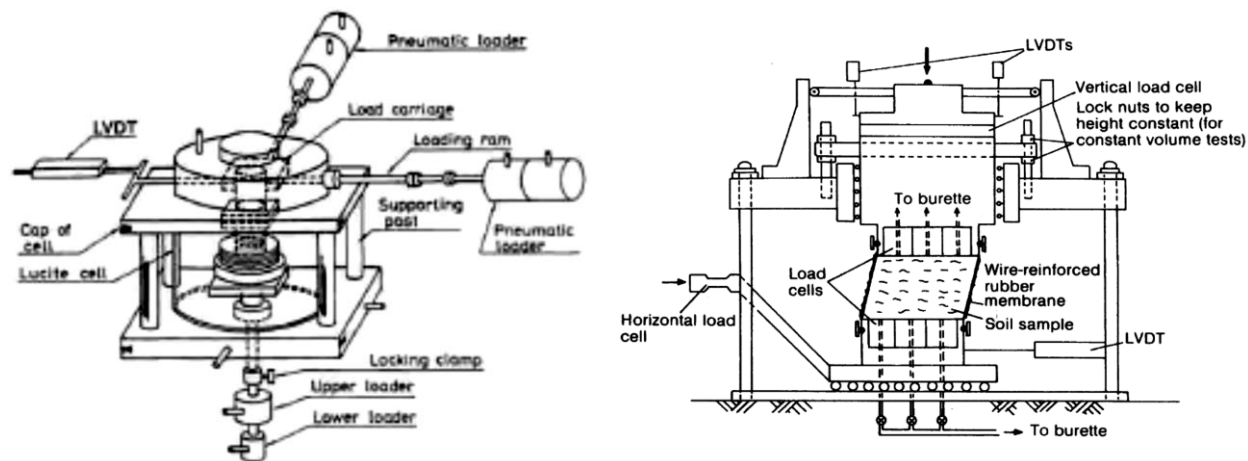 Pneumatic loader
Load carriage
LVDT
Loading ram
Supporting
post
Pneumatic
loader
Cap of
cell
Lucite cell
Locking clamp
Upper loader
Lower loader
LVDTs
Vertical load cell
Lock nuts to keep
height constant (for
constant volume tests)
To burette
Load
cells
Wire-reinforced
rubber
membrane
Soil sample
Horizontal load
cell
LVDT
To burette